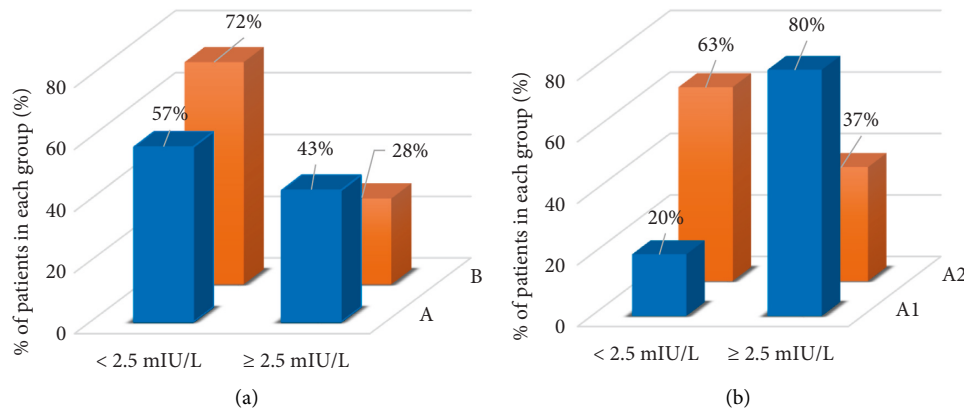 % of patients in each group (%)
80
60
40
20
0
72%
57%
43%
28%
B
A
< 2.5 mIU/L
≥ 2.5 mIU/L
(a)
% of patients in each group (%)
80
60
40
20
0
63%
80%
20%
37%
A2
A1
< 2.5 mIU/L
≥ 2.5 mIU/L
(b)